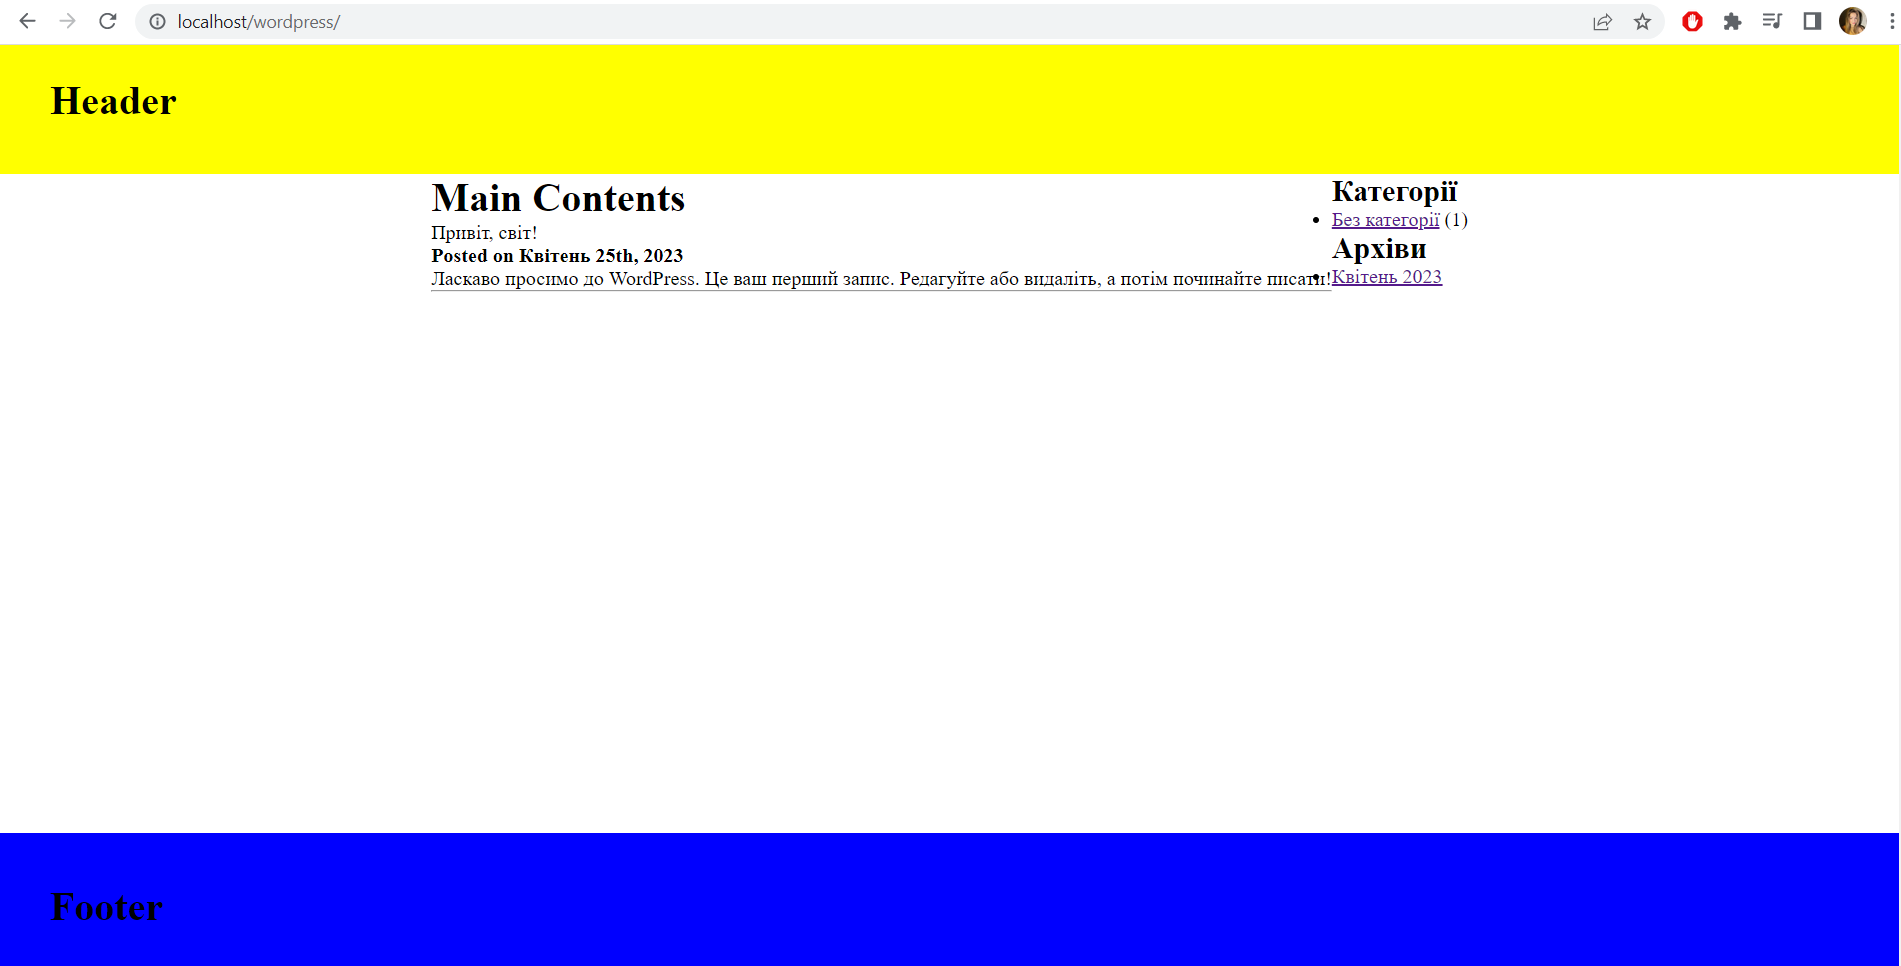 localhost/wordpress/
Header
Main Contents
Привіт, світ!
Posted on Квітень 25th, 2023
Ласкаво просимо до WordPress. Це ваш перший запис. Редагуйте або видаліть, а потім починайте писати!
Категорії
Без категорії (1)
Архіви
Квітень 2023
Footer